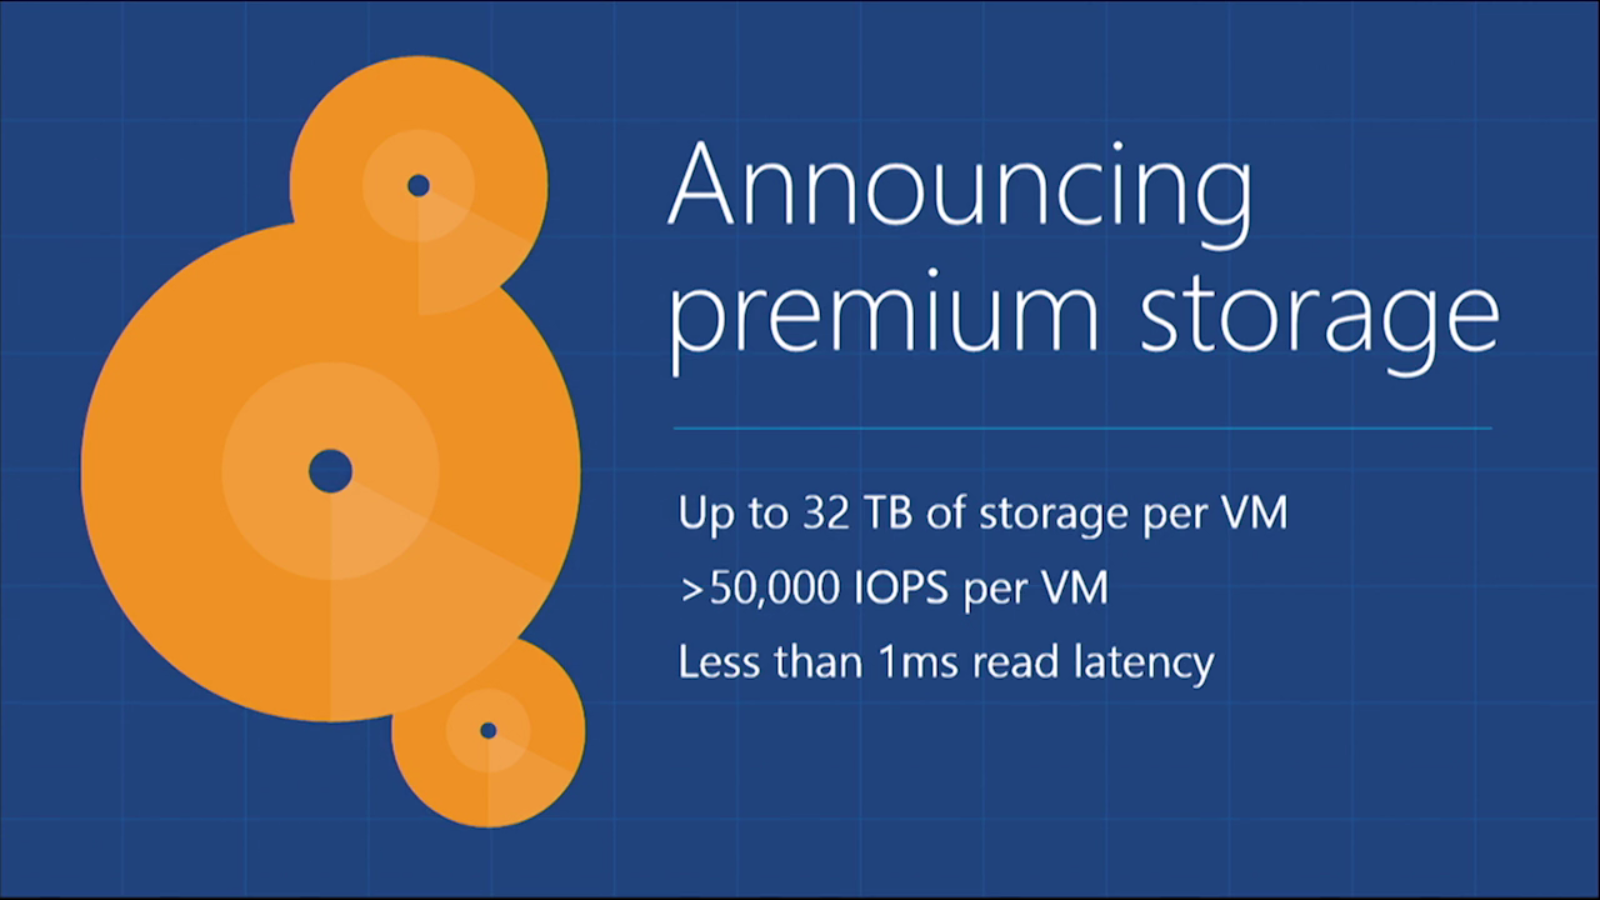 Announcing
premium storage
Up to 32 TB of storage per VM
>50,000 IOPS per VM
Less than 1ms read latency